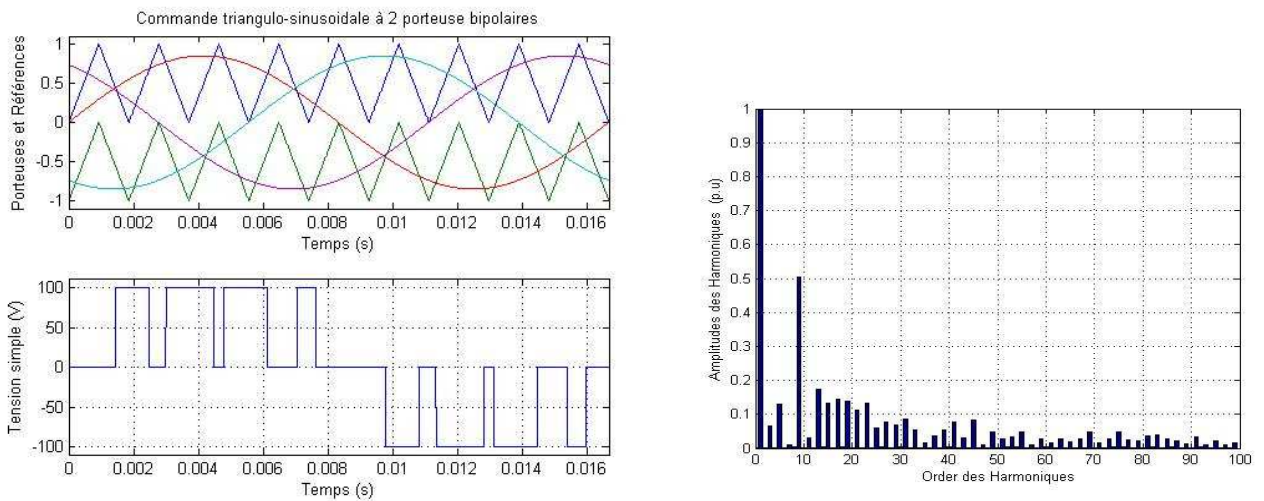 Commande triangulo-sinusoidale à 2 porteuse bipolaires
Porteuses et Références
1
0.5
0
-0.5
-1
0 0.002 0.004 0.006 0.008 0.01 0.012 0.014 0.016
Temps (s)
Tension simple (V)
100
50
0
-50
-100
0 0.002 0.004 0.006 0.008 0.01 0.012 0.014 0.016
Temps (s)
Amplitudes des Harmoniques (p.u)
1
0.9
0.8
0.7
0.6
0.5
0.4
0.3
0.2
0.1
0
0 10 20 30 40 50 60 70 80 90 100
Order des Harmoniques